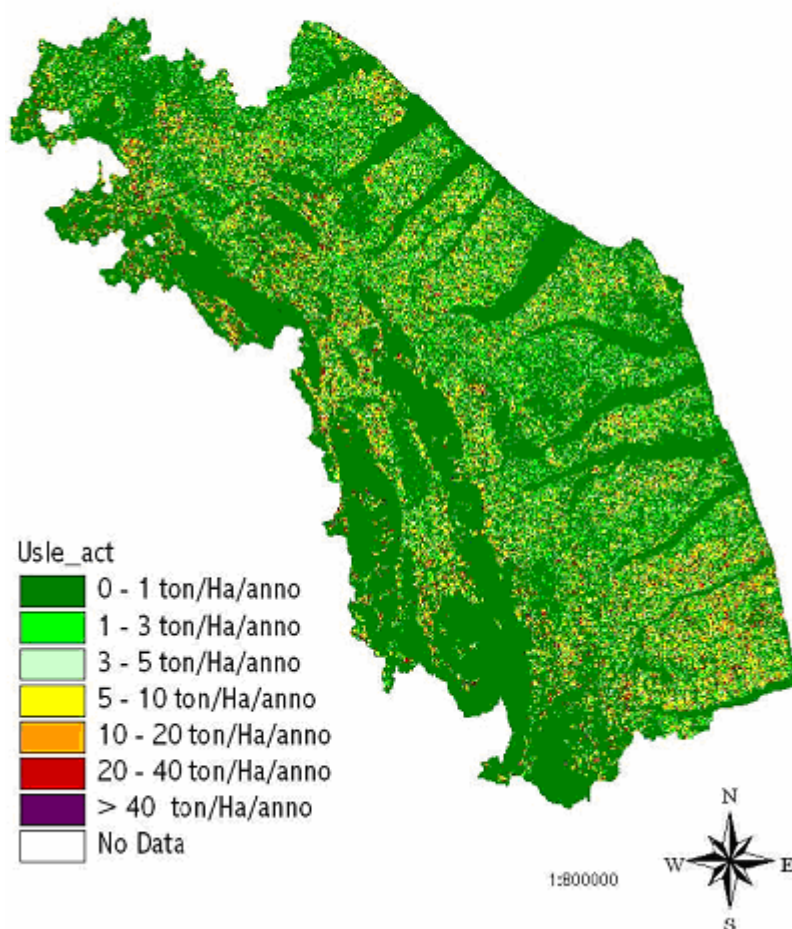 Usle_act
0 - 1 ton/Ha/anno
1 - 3 ton/Ha/anno
3 - 5 ton/Ha/anno
5 - 10 ton/Ha/anno
10 - 20 ton/Ha/anno
20 - 40 ton/Ha/anno
> 40 ton/Ha/anno
No Data
N
1:800000
W E
S